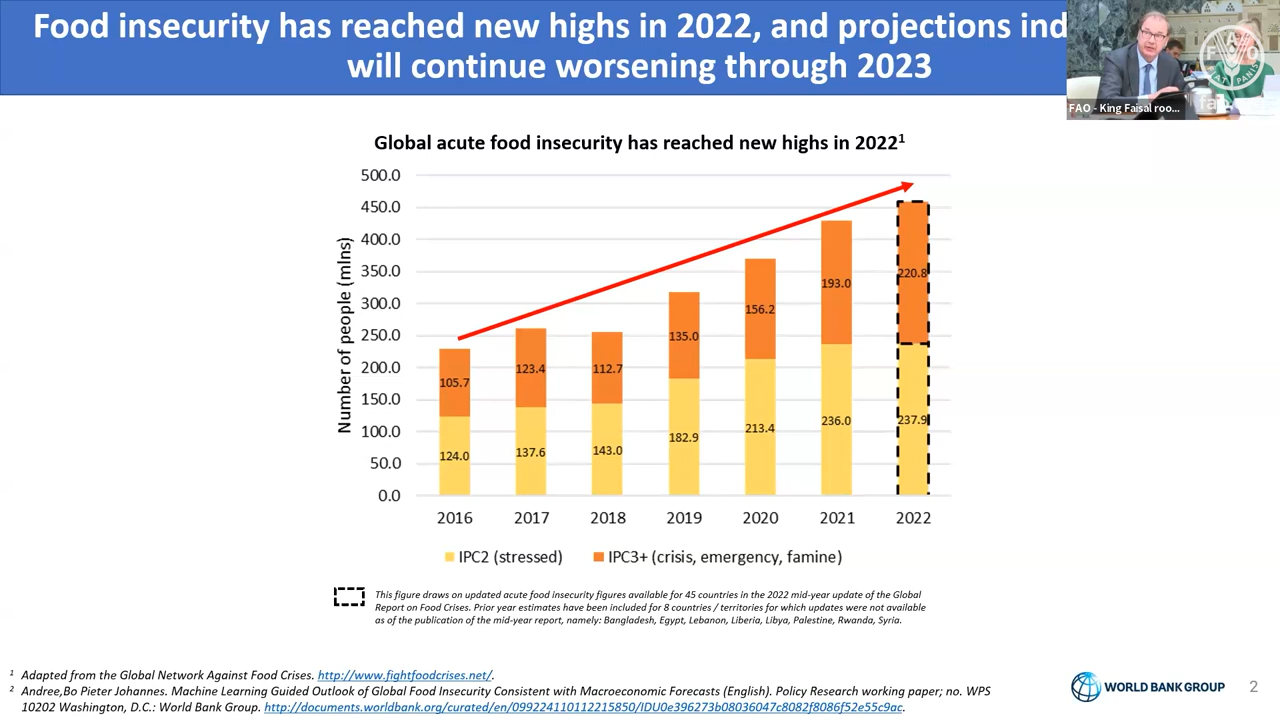 Food insecurity has reached new highs in 2022, and projections ind
will continue worsening through 2023
FAO - King Faisal roo...
Global acute food insecurity has reached new highs in 2022¹
Number of people (mlns)
500.0
450.0
400.0
350.0
300.0
250.0
200.0
150.0
100.0
50.0
0.0
105.7
123.4
112.7
135.0
156.2
193.0
220.8
124.0
137.6
143.0
182.9
213.4
236.0
237.9
2016 2017 2018 2019 2020 2021 2022
IPC2 (stressed) IPC3+ (crisis, emergency, famine)
This figure draws on updated acute food insecurity figures available for 45 countries in the 2022 mid-year update of the Global
Report on Food Crises. Prior year estimates have been included for 8 countries / territories for which updates were not available
as of the publication of the mid-year report, namely: Bangladesh, Egypt, Lebanon, Liberia, Libya, Palestine, Rwanda, Syria.
¹ Adapted from the Global Network Against Food Crises. http://www.fightfoodcrises.net/.
² Andree,Bo Pieter Johannes. Machine Learning Guided Outlook of Global Food Insecurity Consistent with Macroeconomic Forecasts (English). Policy Research working paper; no. WPS
10202 Washington, D.C.: World Bank Group. http://documents.worldbank.org/curated/en/099224110112215850/IDU0e396273b08036047c8082f8086f52e55c9ac.
WORLD BANK GROUP
2